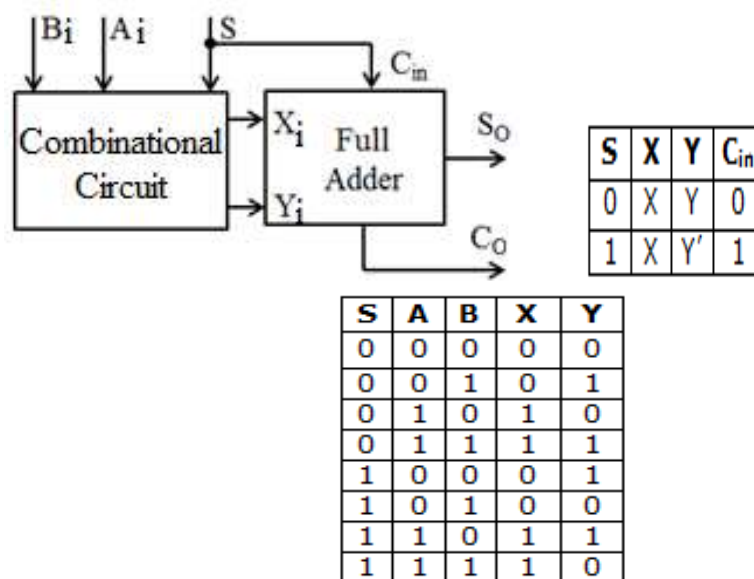 Bi Ai S
Cin
Combinational
Circuit
Xi
Yi
Full
Adder
SO
CO
S X Y Cin
0 X Y 0
1 X Y′ 1
S A B X Y
0 0 0 0 0
0 0 1 0 1
0 1 0 1 0
0 1 1 1 1
1 0 0 0 1
1 0 1 0 0
1 1 0 1 1
1 1 1 1 0